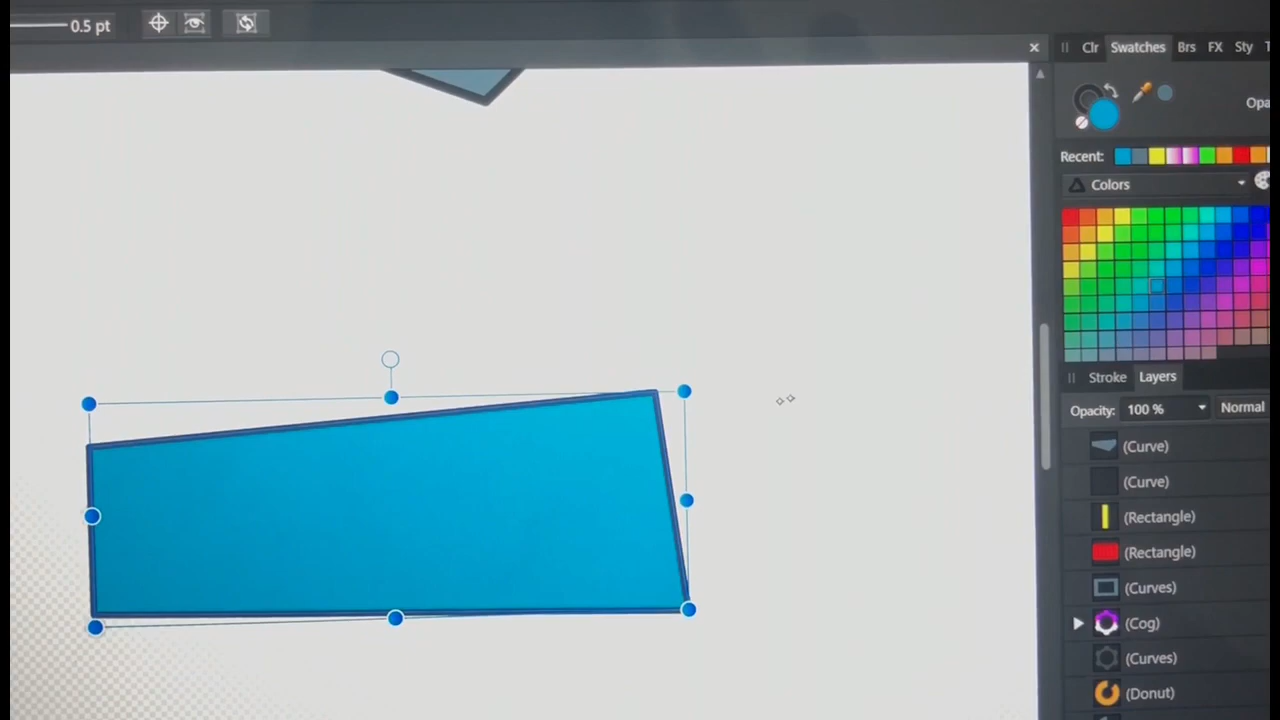 0.5 pt
Clr Swatches Brs FX Sty
Opa
Recent:
Colors
Stroke Layers
Opacity: 100 % Normal
(Curve)
(Curve)
(Rectangle)
(Rectangle)
(Curves)
(Cog)
(Curves)
(Donut)